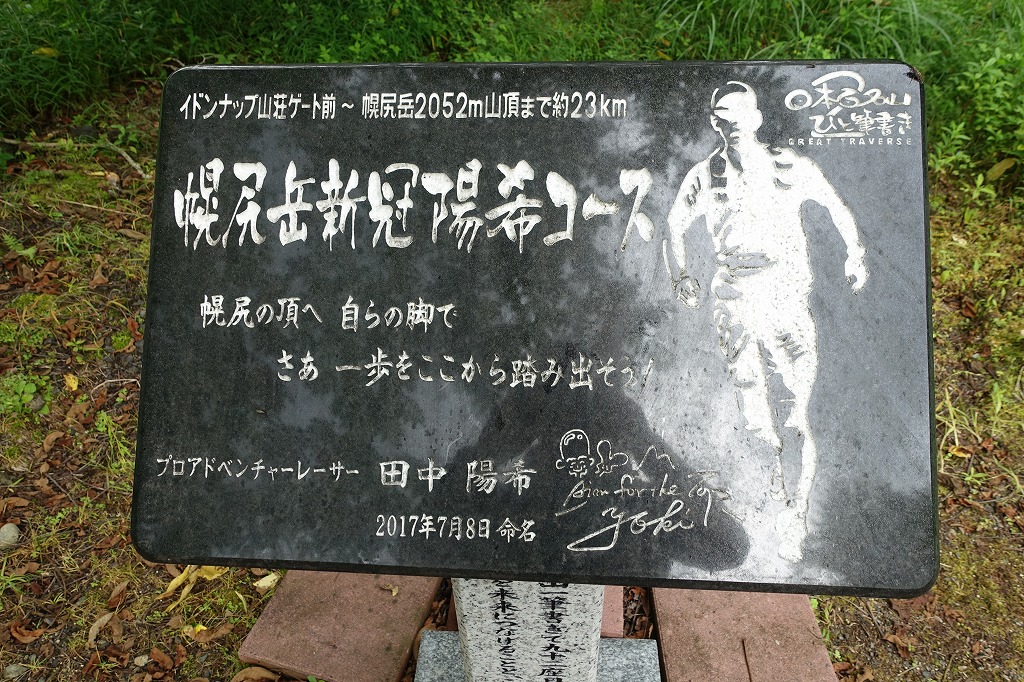 イドンナップ山荘ゲート前 ～ 幌尻岳2052m山頂まで約23km
日本百名山
ひと筆書き
GREAT TRAVERSE
幌尻岳新冠陽希コース
幌尻の頂へ 自らの脚で
さあ 一歩をここから踏み出そう!
プロアドベンチャーレーサー 田中 陽希
Aim for the Top
yoki
2017年7月8日 命名